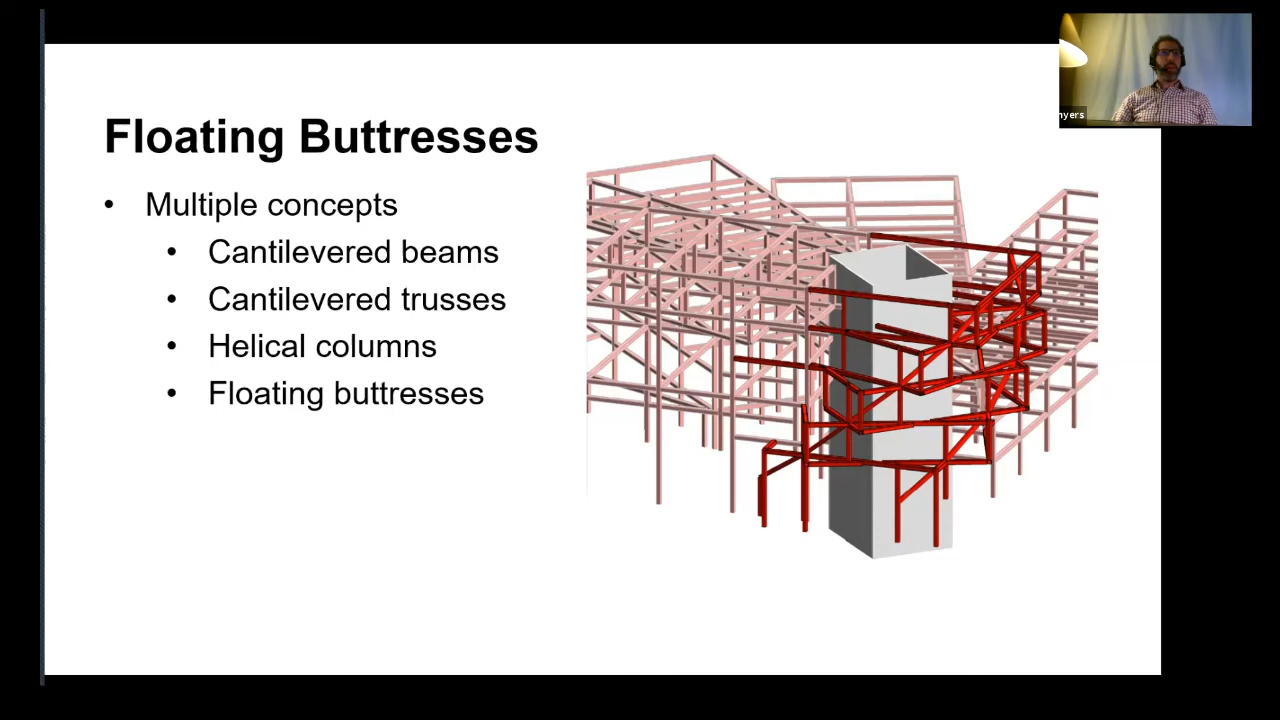 Floating Buttresses
• Multiple concepts
• Cantilevered beams
• Cantilevered trusses
• Helical columns
• Floating buttresses